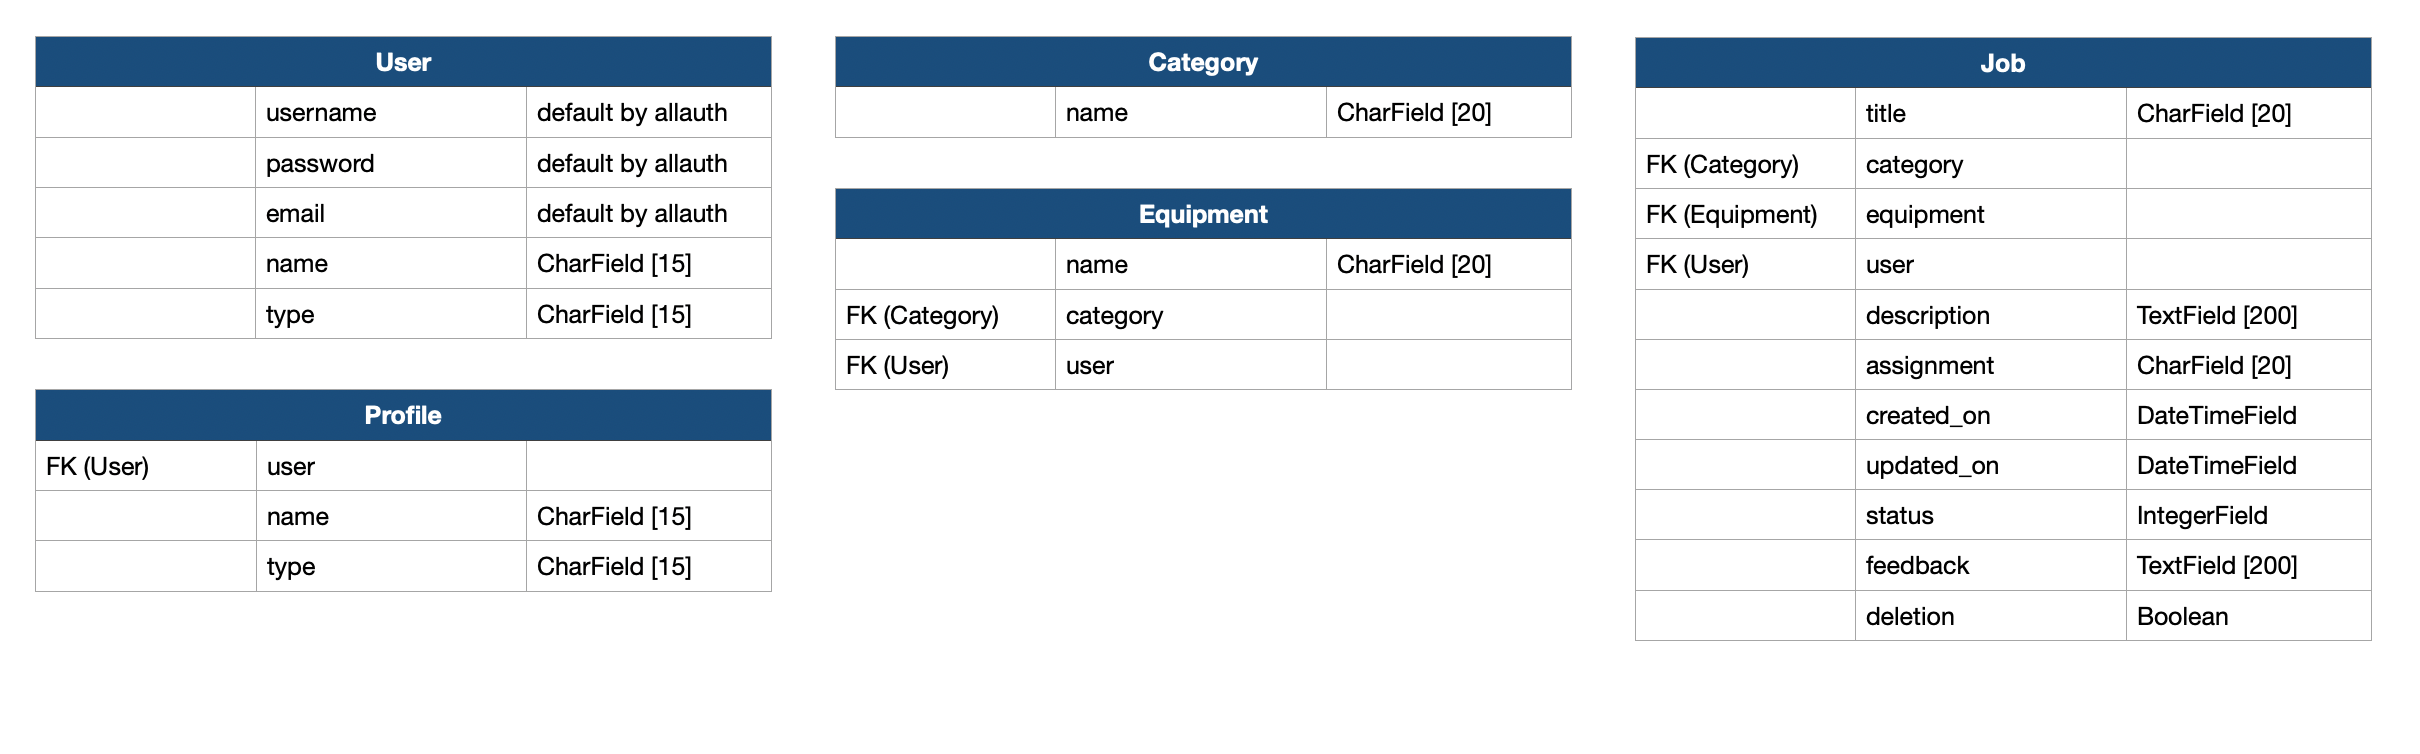 User
username default by allauth
password default by allauth
email default by allauth
name CharField [15]
type CharField [15]
Profile
FK (User) user
name CharField [15]
type CharField [15]
Category
name CharField [20]
Equipment
name CharField [20]
FK (Category) category
FK (User) user
Job
title CharField [20]
FK (Category) category
FK (Equipment) equipment
FK (User) user
description TextField [200]
assignment CharField [20]
created_on DateTimeField
updated_on DateTimeField
status IntegerField
feedback TextField [200]
deletion Boolean